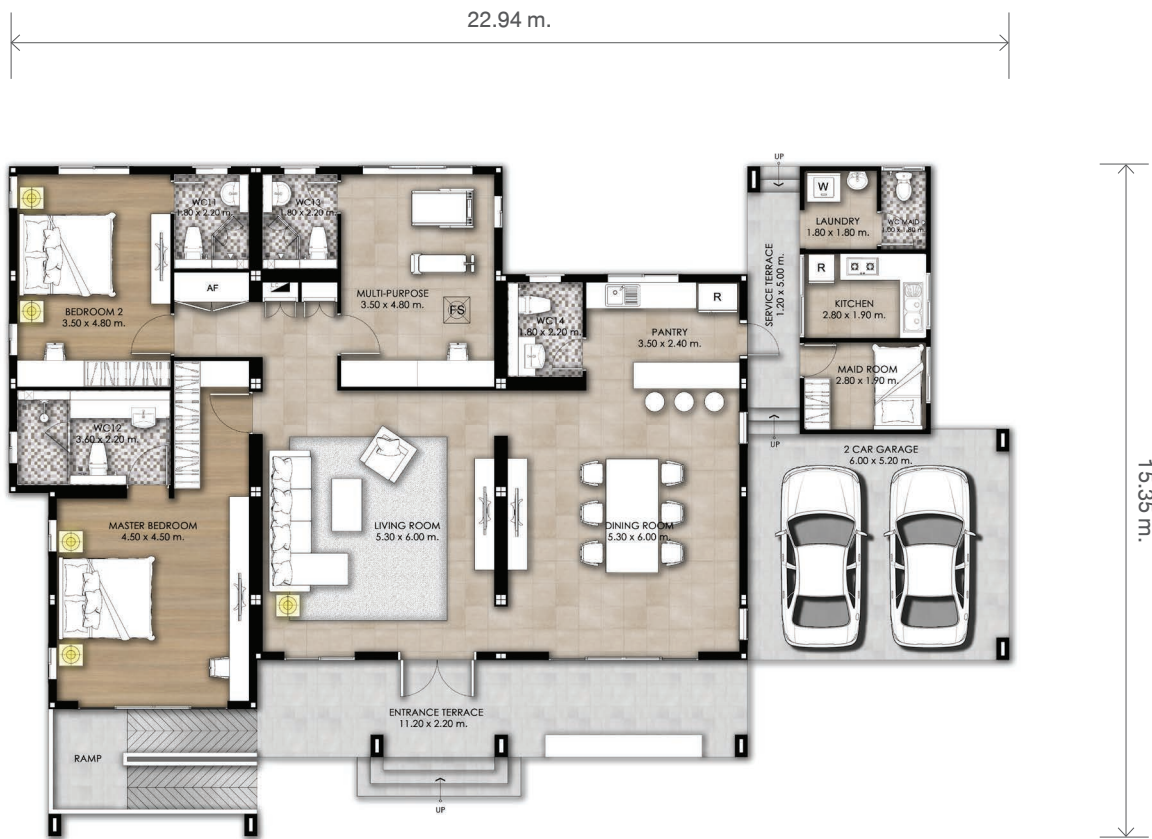 22.94 m.
15.35 m.
UP
WC11
1.80 x 2.20 m.
WC13
1.80 x 2.20 m.
W
LAUNDRY
1.80 x 1.80 m.
WC MAID
1.00 x 1.80 m.
AF
BEDROOM 2
3.50 x 4.80 m.
MULTI-PURPOSE
3.50 x 4.80 m.
FS
WC14
1.80 x 2.20 m.
R
PANTRY
3.50 x 2.40 m.
SERVICE TERRACE
1.20 x 5.00 m.
R
KITCHEN
2.80 x 1.90 m.
MAID ROOM
2.80 x 1.90 m.
UP
WC12
3.60 x 2.20 m.
2 CAR GARAGE
6.00 x 5.20 m.
MASTER BEDROOM
4.50 x 4.50 m.
LIVING ROOM
5.30 x 6.00 m.
DINING ROOM
5.30 x 6.00 m.
ENTRANCE TERRACE
11.20 x 2.20 m.
RAMP
UP